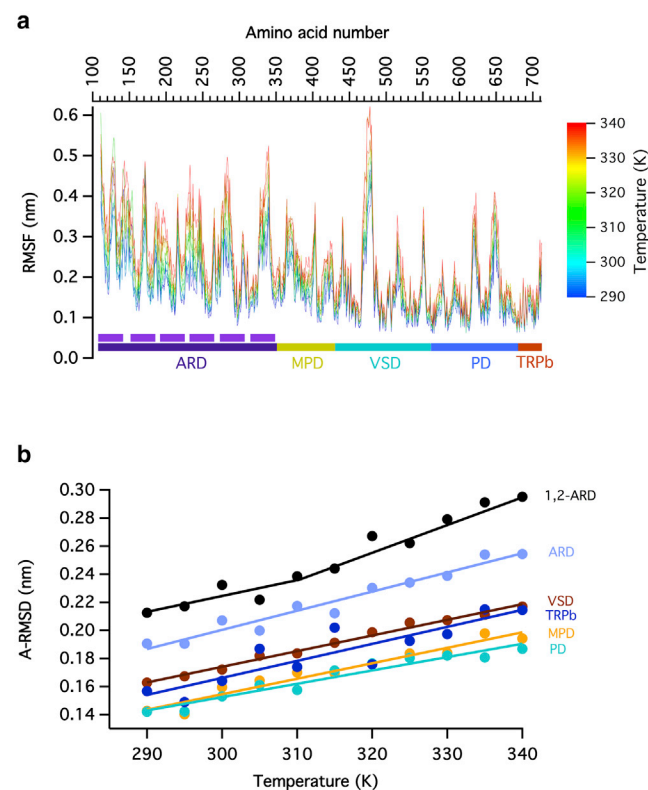 a
Amino acid number
100 150 200 250 300 350 400 450 500 550 600 650 700
RMSF (nm)
0.6
0.5
0.4
0.3
0.2
0.1
0.0
340
330
320
310
300
290
Temperature (K)
ARD MPD VSD PD TRPb
b
A-RMSD (nm)
0.30
0.28
0.26
0.24
0.22
0.20
0.18
0.16
0.14
1,2-ARD
ARD
VSD
TRPb
MPD
PD
290 300 310 320 330 340
Temperature (K)